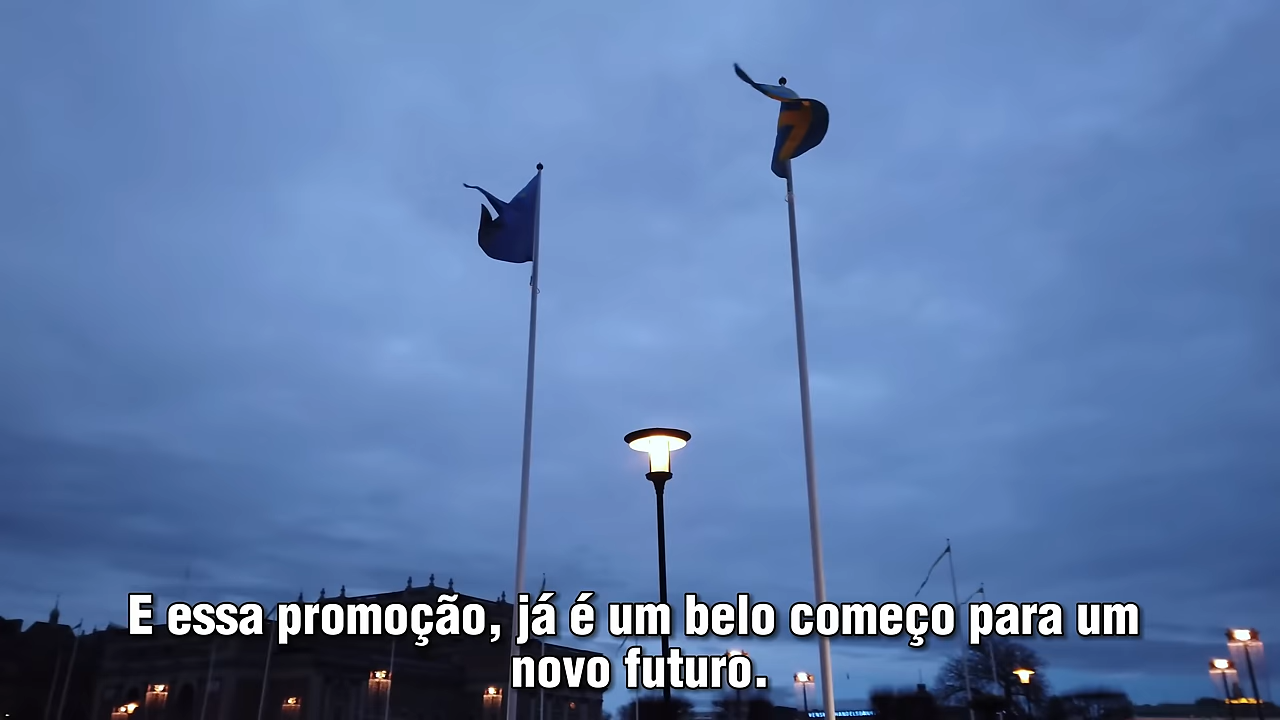 E essa promoção, já é um belo começo para um
novo futuro.